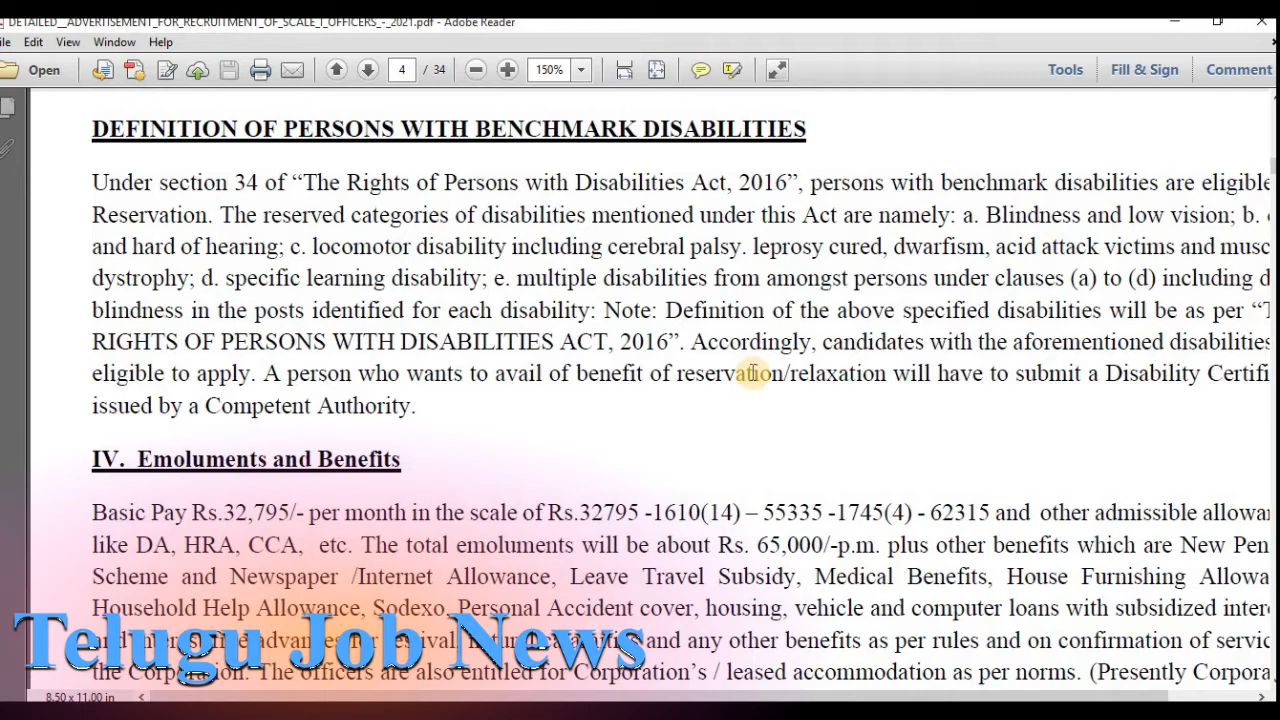 DETAILED__ADVERTISEMENT_FOR_RECRUITMENT_OF_SCALE_I_OFFICERS_-_2021.pdf - Adobe Reader
Edit View Window Help
Open 4 / 34 150% Tools Fill & Sign Comment
DEFINITION OF PERSONS WITH BENCHMARK DISABILITIES
Under section 34 of “The Rights of Persons with Disabilities Act, 2016”, persons with benchmark disabilities are eligible
Reservation. The reserved categories of disabilities mentioned under this Act are namely: a. Blindness and low vision; b.
and hard of hearing; c. locomotor disability including cerebral palsy. leprosy cured, dwarfism, acid attack victims and musc
dystrophy; d. specific learning disability; e. multiple disabilities from amongst persons under clauses (a) to (d) including d
blindness in the posts identified for each disability: Note: Definition of the above specified disabilities will be as per “T
RIGHTS OF PERSONS WITH DISABILITIES ACT, 2016”. Accordingly, candidates with the aforementioned disabilities
eligible to apply. A person who wants to avail of benefit of reservation/relaxation will have to submit a Disability Certifi
issued by a Competent Authority.
IV. Emoluments and Benefits
Basic Pay Rs.32,795/- per month in the scale of Rs.32795 -1610(14) – 55335 -1745(4) - 62315 and other admissible allowa
like DA, HRA, CCA, etc. The total emoluments will be about Rs. 65,000/-p.m. plus other benefits which are New Pen
Scheme and Newspaper /Internet Allowance, Leave Travel Subsidy, Medical Benefits, House Furnishing Allowa
Household Help Allowance, Sodexo, Personal Accident cover, housing, vehicle and computer loans with subsidized inter
and any other benefits as per rules and on confirmation of servic
Telugu Job News
the Corporation. The officers are also entitled for Corporation’s / leased accommodation as per norms. (Presently Corpora
8.50 x 11.00 in